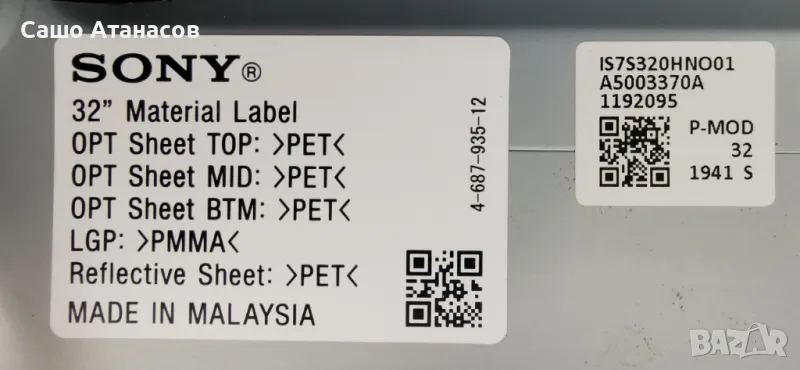 Сашо Атанасов
SONY®
32” Material Label
OPT Sheet TOP: >PET<
OPT Sheet MID: >PET<
OPT Sheet BTM: >PET<
LGP: >PMMA<
Reflective Sheet: >PET<
MADE IN MALAYSIA
4-687-935-12
IS7S320HNO01
A5003370A
1192095
P-MOD
32
1941 S
BAZAR